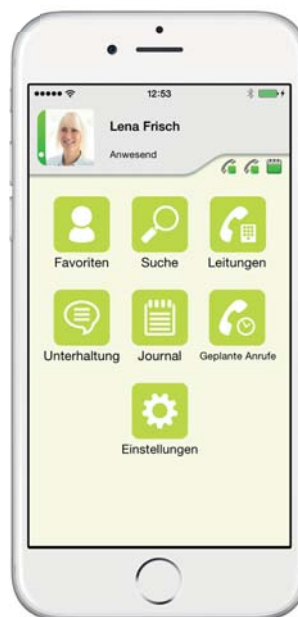 12:53
Lena Frisch
Anwesend
Favoriten Suche Leitungen
Unterhaltung Journal Geplante Anrufe
Einstellungen